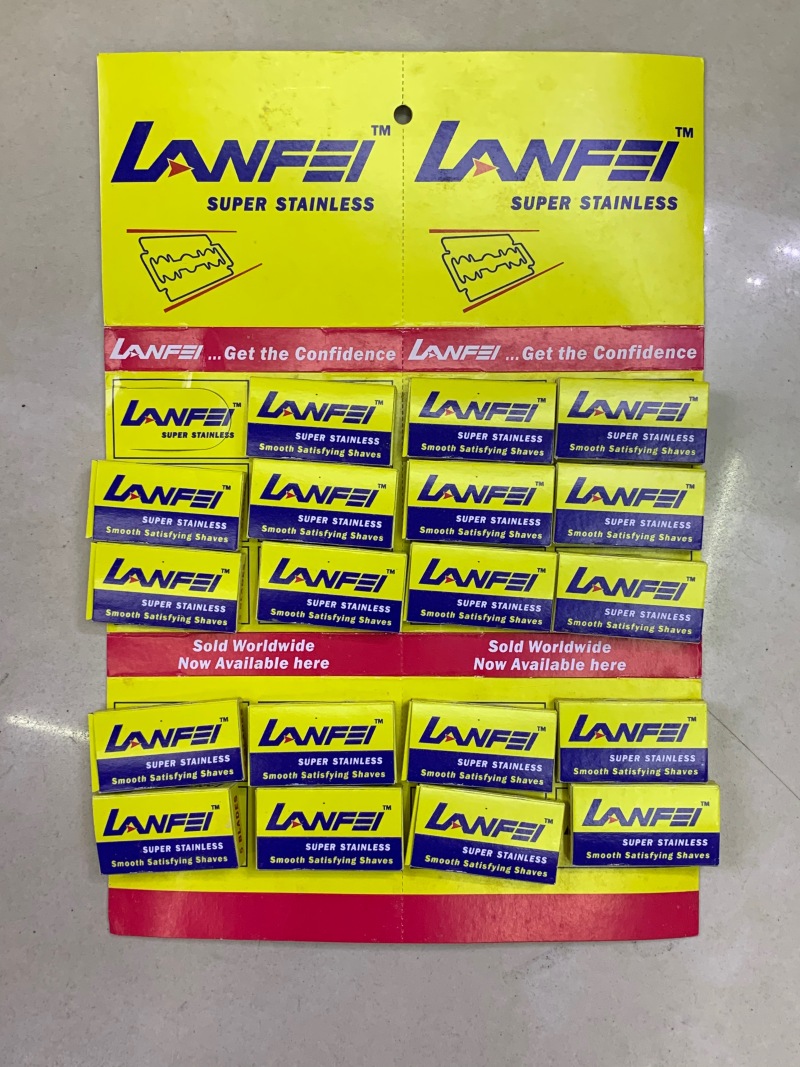 LANFEI™
SUPER STAINLESS
LANFEI™
SUPER STAINLESS
LANFEI ...Get the Confidence
LANFEI ...Get the Confidence
LANFEI™
SUPER STAINLESS
LANFEI™
SUPER STAINLESS
Smooth Satisfying Shaves
LANFEI™
SUPER STAINLESS
Smooth Satisfying Shaves
LANFEI™
SUPER STAINLESS
Smooth Satisfying Shaves
LANFEI™
SUPER STAINLESS
Smooth Satisfying Shaves
LANFEI™
SUPER STAINLESS
Smooth Satisfying Shaves
LANFEI™
SUPER STAINLESS
Smooth Satisfying Shaves
LANFEI™
SUPER STAINLESS
Smooth Satisfying Shaves
LANFEI™
SUPER STAINLESS
Smooth Satisfying Shaves
LANFEI™
SUPER STAINLESS
Smooth Satisfying Shaves
LANFEI™
SUPER STAINLESS
Smooth Satisfying Shaves
LANFEI™
SUPER STAINLESS
Smooth Satisfying Shaves
Sold Worldwide
Now Available here
Sold Worldwide
Now Available here
LANFEI™
SUPER STAINLESS
Smooth Satisfying Shaves
LANFEI™
SUPER STAINLESS
Smooth Satisfying Shaves
LANFEI™
SUPER STAINLESS
Smooth Satisfying Shaves
LANFEI™
SUPER STAINLESS
Smooth Satisfying Shaves
LANFEI™
SUPER STAINLESS
Smooth Satisfying Shaves
5 BLADES
LANFEI™
SUPER STAINLESS
Smooth Satisfying Shaves
LANFEI™
SUPER STAINLESS
Smooth Satisfying Shaves
LANFEI™
SUPER STAINLESS
Smooth Satisfying Shaves